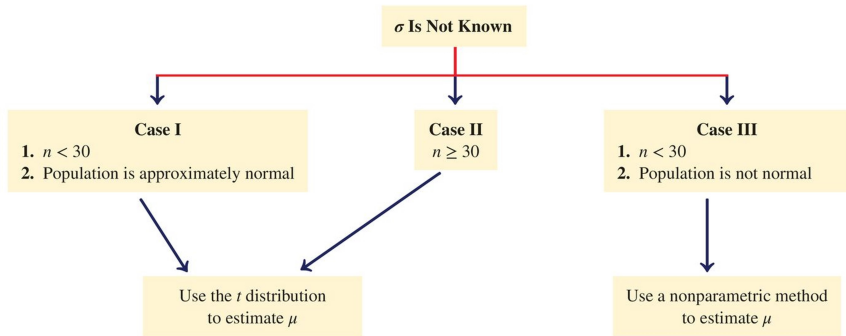 σ Is Not Known
Case I
1. n < 30
2. Population is approximately normal
Case II
n ≥ 30
Case III
1. n < 30
2. Population is not normal
Use the t distribution
to estimate μ
Use a nonparametric method
to estimate μ